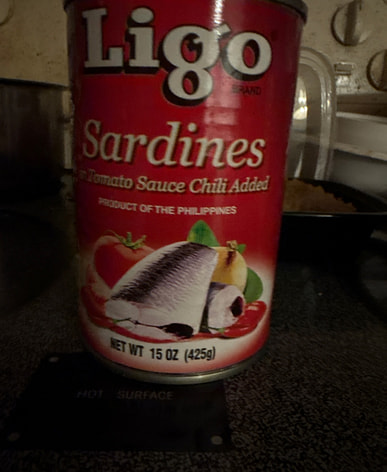 Ligo
BRAND
Sardines
Tomato Sauce Chili Added
PRODUCT OF THE PHILIPPINES
NET WT 15 OZ (425g)
HOT SURFACE